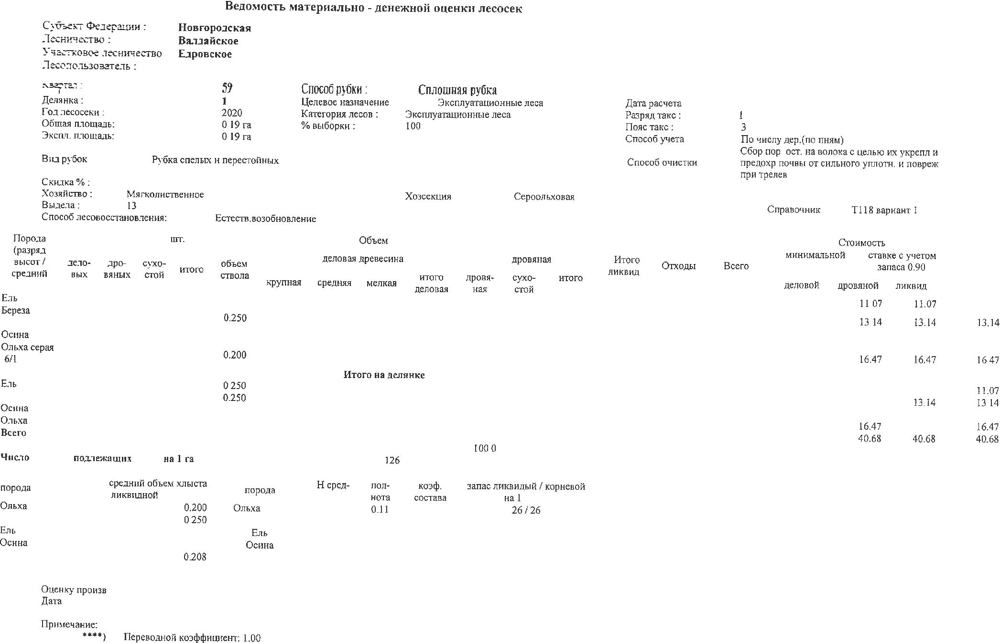 Ведомость материально - денежной оценки лесосек
Субъект Федерации : Новгородская
Лесничество : Валдайское
Участковое лесничество Едровское
Лесопользователь :
Квартал : 59 Способ рубки : Сплошная рубка
Делянка : 1 Целевое назначение Эксплуатационные леса Дата расчета
Год лесосеки : 2020 Категория лесов : Эксплуатационные леса Разряд такс : 1
Общая площадь: 0 19 га % выборки : 100 Пояс такс : 3
Экспл. площадь: 0 19 га Способ учета По числу дер.(по пням)
Вид рубок Рубка спелых и перестойных Способ очистки Сбор пор ост. на волока с целью их укрепл и
предохр почвы от сильного уплотн. и повреж
при трелев
Скидка % :
Хозяйство : Мягколиственное Хозсекция Сероольховая
Выдела : 13 Справочник Т118 вариант 1
Способ лесовосстановления: Естеств.возобновление
Порода шт. Объем Стоимость
(разряд деловая древесина дровяная минимальной ставке с учетом
высот / дело- дро- сухо- итого объем Итого Отходы Всего запаса 0.90
средний вых вяных стой ствола ликвид
крупная средняя мелкая итого дровя- сухо- итого
деловая ная стой деловой дровяной ликвид
Ель 11 07 11.07
Береза
0.250 13 14 13.14 13.14
Осина
Ольха серая
6/1 0.200 16.47 16.47 16 47
Итого на делянке
Ель 0 250 11.07
0.250 13.14 13 14
Осина
Ольха 16.47 16.47
Всего 40.68 40.68 40.68
100 0
Число подлежащих на 1 га 126
порода средний объем хлыста порода Н сред- пол- коэф. запас ликвидый / корневой
ликвидной нота состава на 1
Ольха 0.200 Ольха 0.11 26 / 26
0 250
Ель Ель
Осина Осина
0.208
Оценку произв
Дата
Примечание:
****) Переводной коэффициент: 1.00